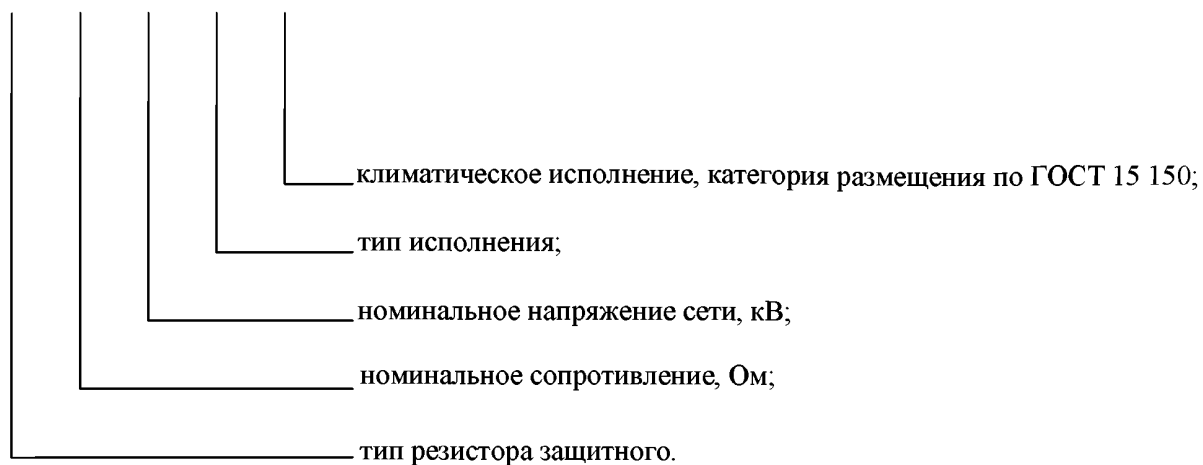 климатическое исполнение, категория размещения по ГОСТ 15 150;
тип исполнения;
номинальное напряжение сети, кВ;
номинальное сопротивление, Ом;
тип резистора защитного.